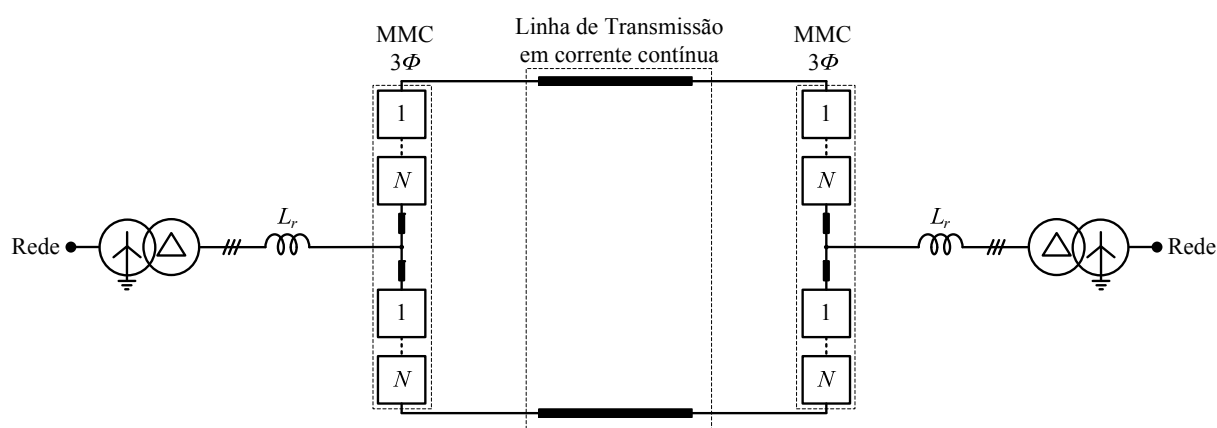 MMC
3Φ
Linha de Transmissão
em corrente contínua
MMC
3Φ
1
1
N
N
Rede
L_r
L_r
Rede
1
1
N
N